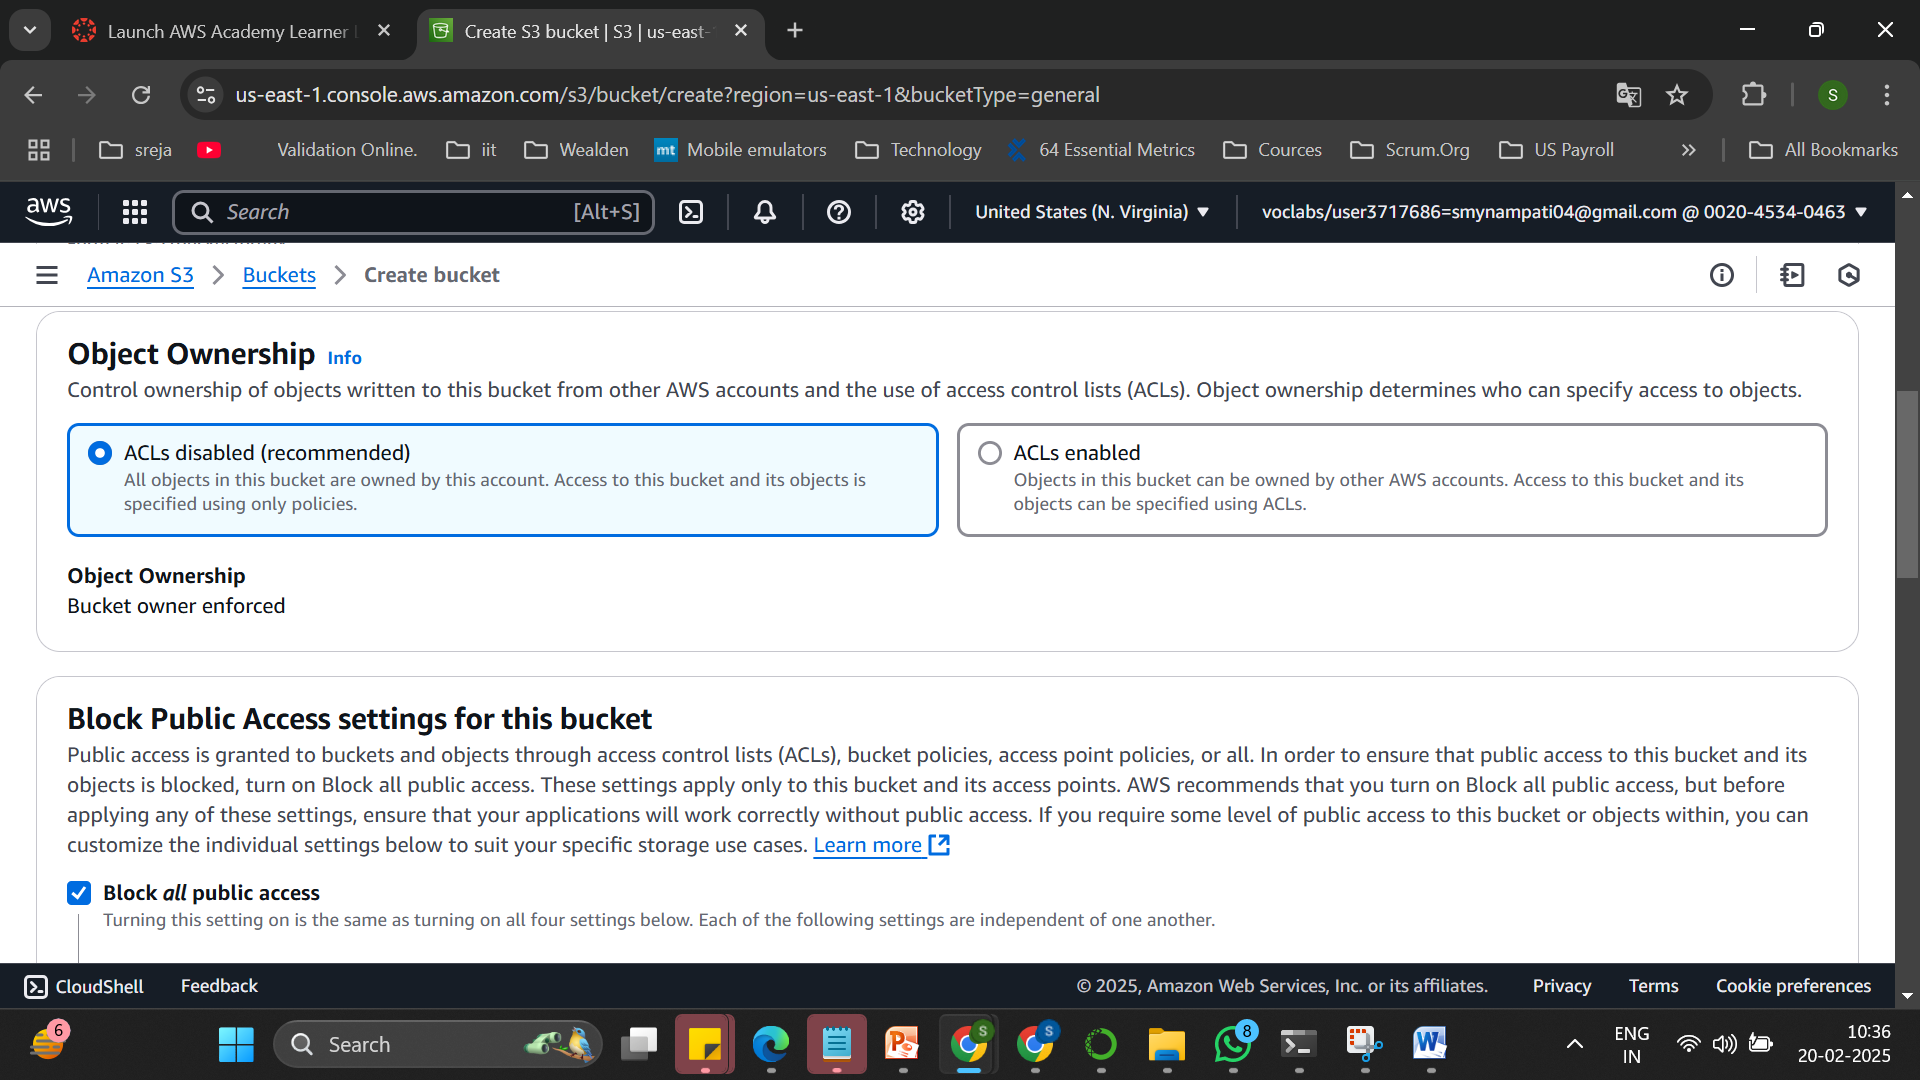 Launch AWS Academy Learner
Create S3 bucket | S3 | us-east-
us-east-1.console.aws.amazon.com/s3/bucket/create?region=us-east-1&bucketType=general
S
sreja
Validation Online.
iit
Wealden
mt
Mobile emulators
Technology
64 Essential Metrics
Cources
Scrum.Org
US Payroll
All Bookmarks
aws
Search
[Alt+S]
United States (N. Virginia)
voclabs/user3717686=smynampati04@gmail.com @ 0020-4534-0463
Amazon S3
Buckets
Create bucket
Object Ownership Info
Control ownership of objects written to this bucket from other AWS accounts and the use of access control lists (ACLs). Object ownership determines who can specify access to objects.
ACLs disabled (recommended)
All objects in this bucket are owned by this account. Access to this bucket and its objects is
specified using only policies.
ACLs enabled
Objects in this bucket can be owned by other AWS accounts. Access to this bucket and its
objects can be specified using ACLs.
Object Ownership
Bucket owner enforced
Block Public Access settings for this bucket
Public access is granted to buckets and objects through access control lists (ACLs), bucket policies, access point policies, or all. In order to ensure that public access to this bucket and its
objects is blocked, turn on Block all public access. These settings apply only to this bucket and its access points. AWS recommends that you turn on Block all public access, but before
applying any of these settings, ensure that your applications will work correctly without public access. If you require some level of public access to this bucket or objects within, you can
customize the individual settings below to suit your specific storage use cases. Learn more
Block all public access
Turning this setting on is the same as turning on all four settings below. Each of the following settings are independent of one another.
CloudShell
Feedback
© 2025, Amazon Web Services, Inc. or its affiliates.
Privacy
Terms
Cookie preferences
6
Search
S
S
8
ENG
IN
10:36
20-02-2025